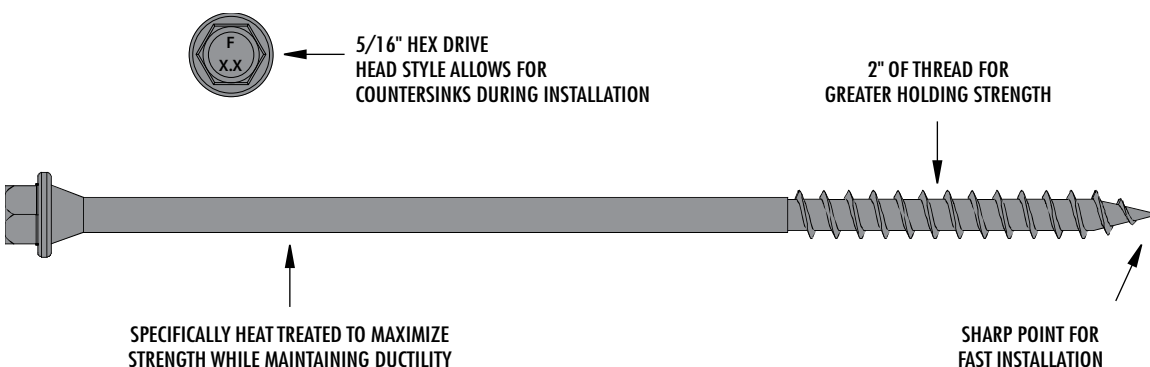 F
X.X
5/16" HEX DRIVE
HEAD STYLE ALLOWS FOR
COUNTERSINKS DURING INSTALLATION
2" OF THREAD FOR
GREATER HOLDING STRENGTH
SPECIFICALLY HEAT TREATED TO MAXIMIZE
STRENGTH WHILE MAINTAINING DUCTILITY
SHARP POINT FOR
FAST INSTALLATION